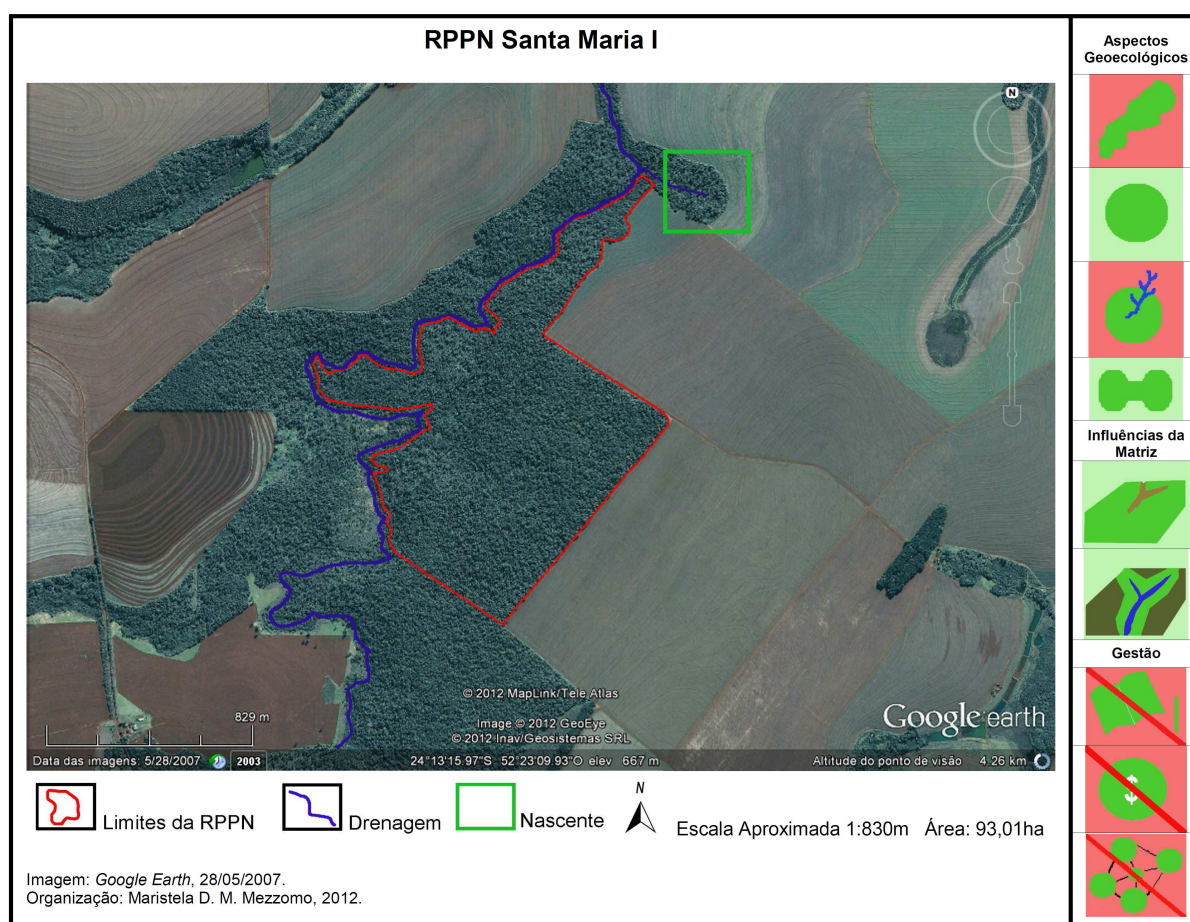 RPPN Santa Maria I
N
829 m
© 2012 MapLink/Tele Atlas
Image © 2012 GeoEye
© 2012 Inav/Geosistemas SRL
Google earth
Data das imagens: 5/28/2007 2003 24°13'15.97"S 52°23'09.93"O elev 667 m Altitude do ponto de visão 4.26 km
Limites da RPPN
Drenagem
Nascente
N
Escala Aproximada 1:830m Área: 93,01ha
Imagem: Google Earth, 28/05/2007.
Organização: Maristela D. M. Mezzomo, 2012.
Aspectos
Geoecológicos
Influências da
Matriz
Gestão
$